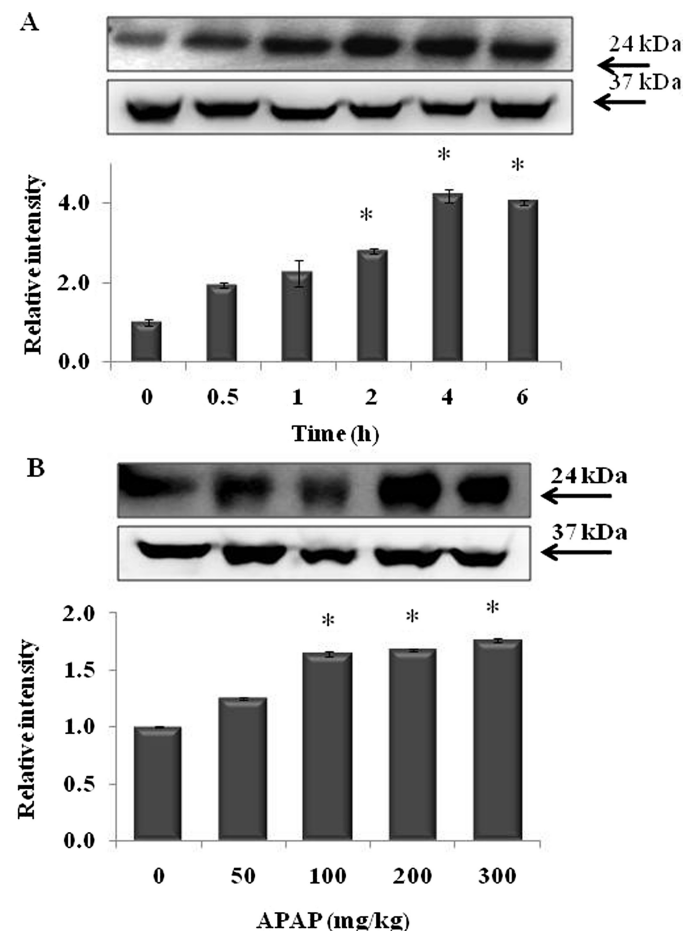 A
24 kDa
37 kDa
* * *
4.0
2.0
0.0
Relative intensity
0 0.5 1 2 4 6
Time (h)
B
24 kDa
37 kDa
* * *
2.0
1.5
1.0
0.5
0.0
Relative intensity
0 50 100 200 300
APAP (mg/kg)